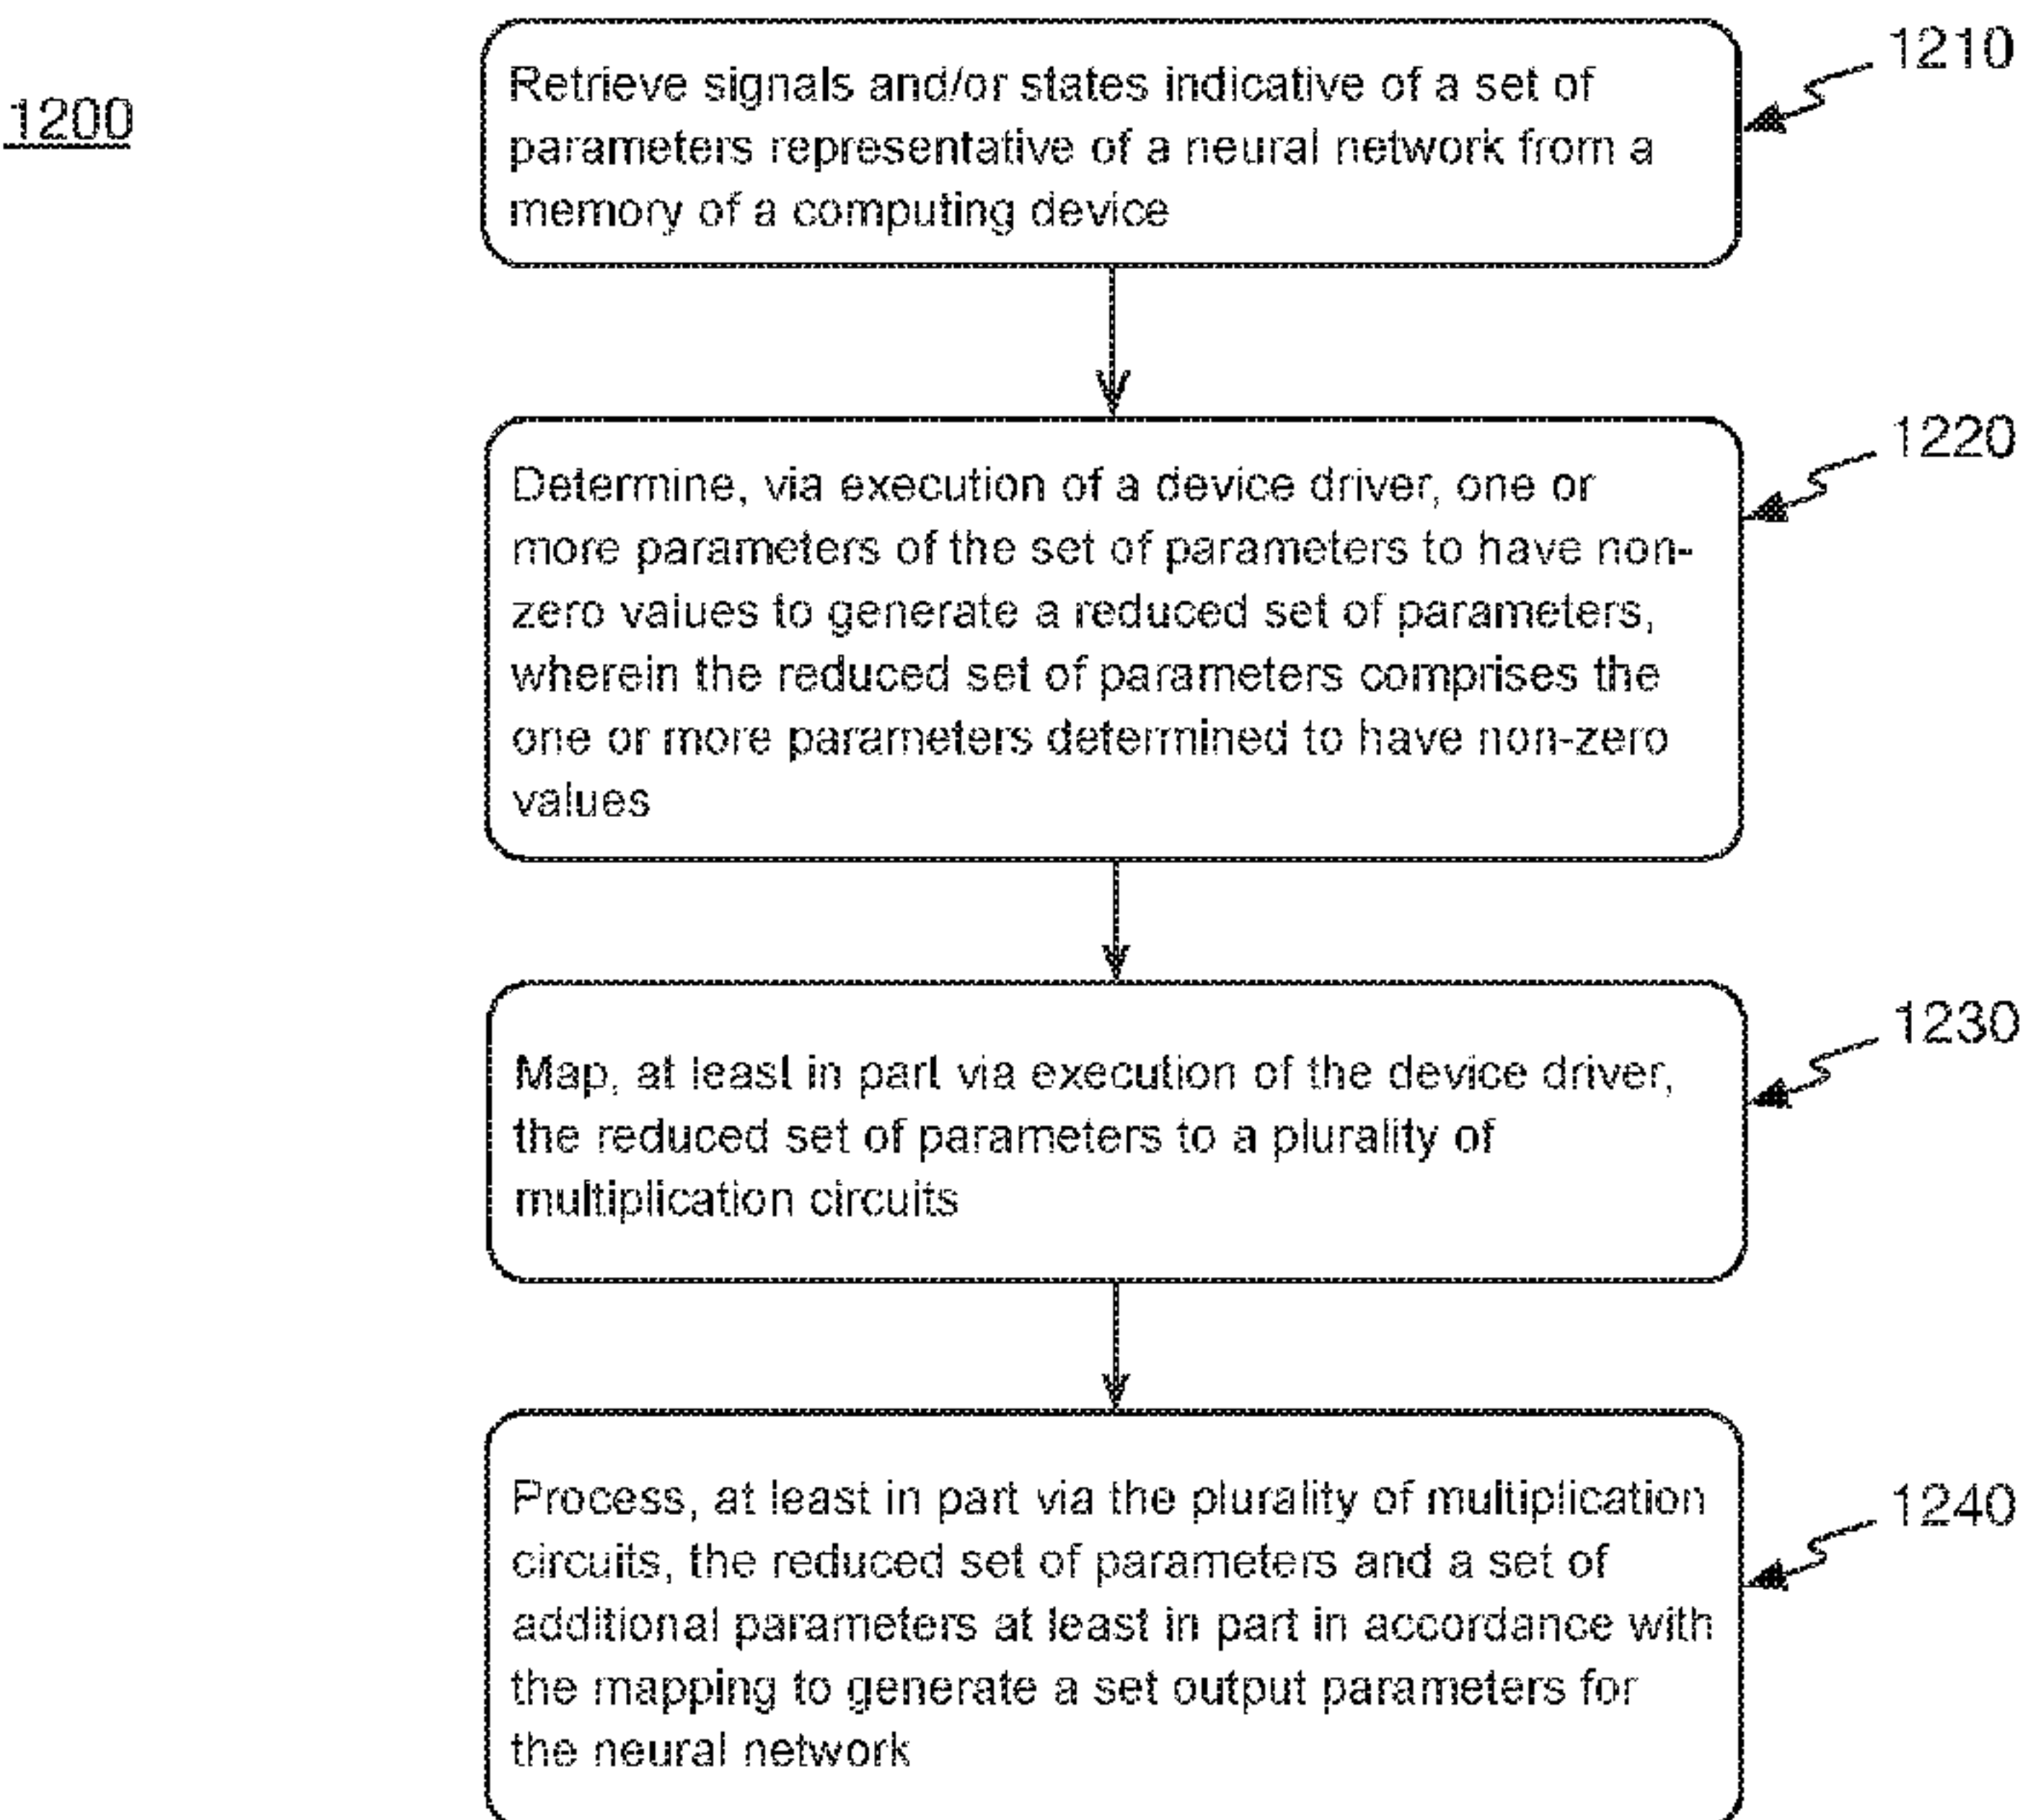 1200
Retrieve signals and/or states indicative of a set of
parameters representative of a neural network from a
memory of a computing device
1210
Determine, via execution of a device driver, one or
more parameters of the set of parameters to have non-
zero values to generate a reduced set of parameters,
wherein the reduced set of parameters comprises the
one or more parameters determined to have non-zero
values
1220
Map, at least in part via execution of the device driver,
the reduced set of parameters to a plurality of
multiplication circuits
1230
Process, at least in part via the plurality of multiplication
circuits, the reduced set of parameters and a set of
additional parameters at least in part in accordance with
the mapping to generate a set output parameters for
the neural network
1240